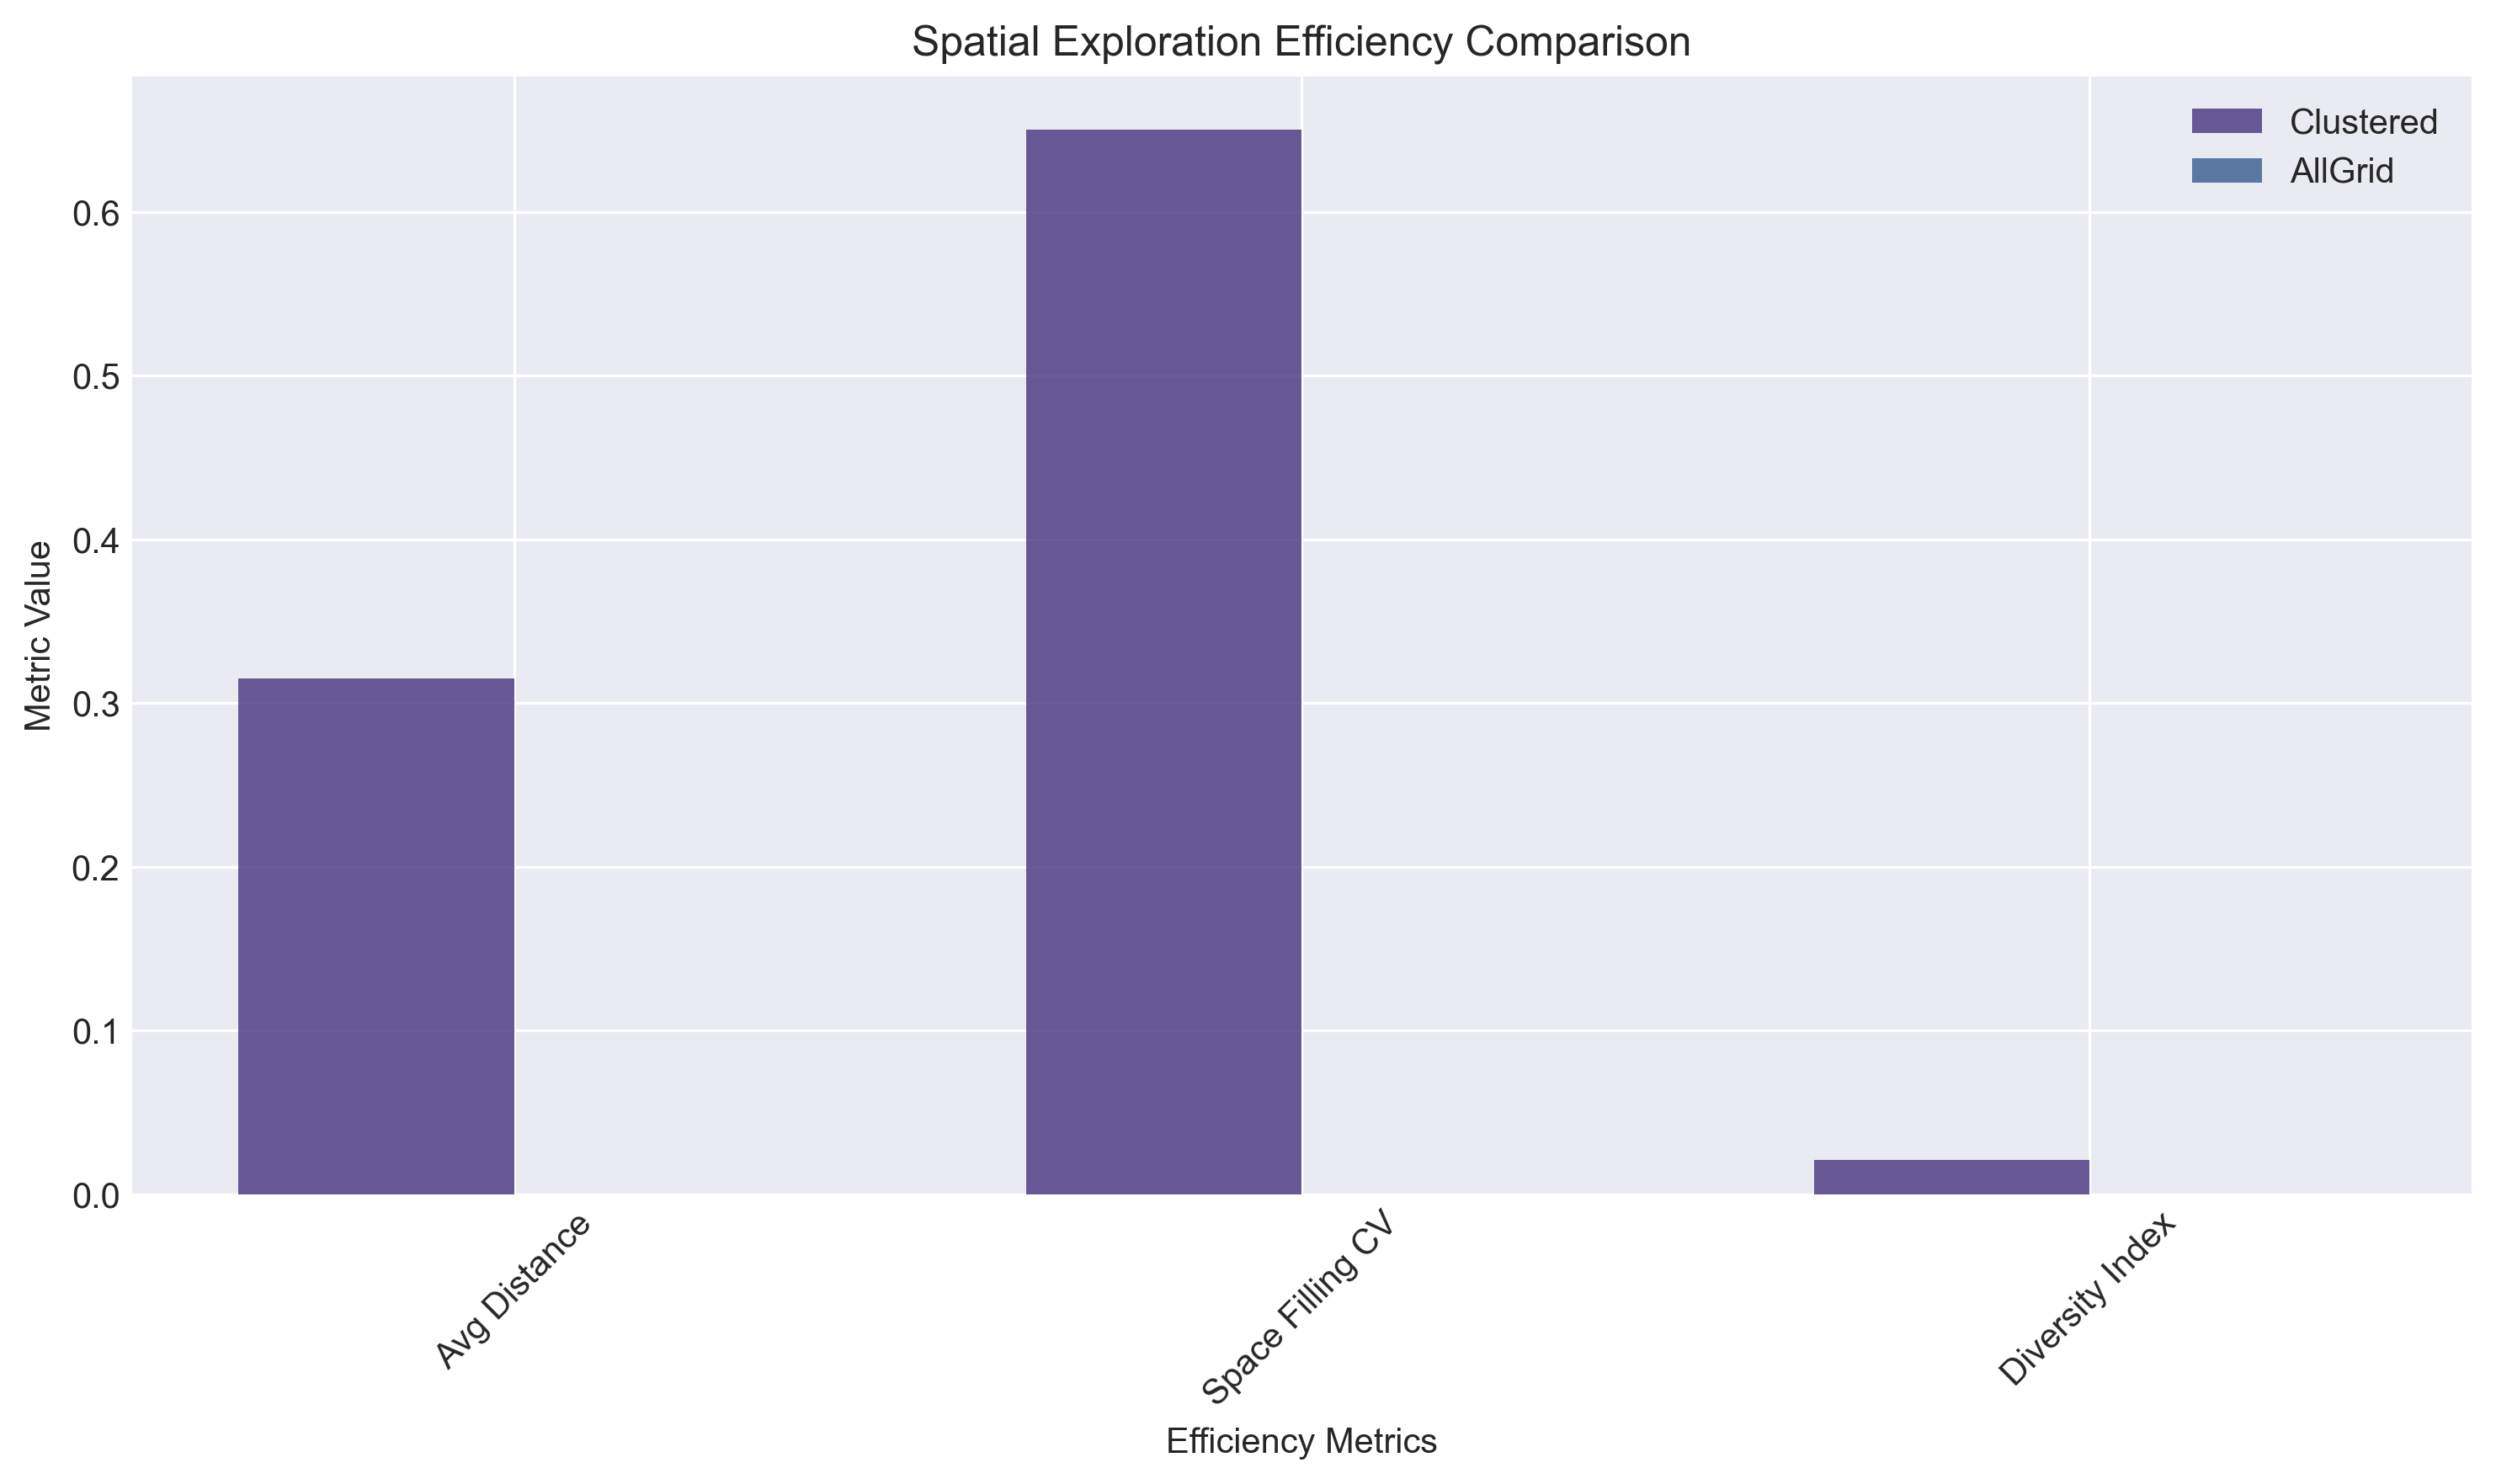 Spatial Exploration Efficiency Comparison
Clustered
AllGrid
Metric Value
0.6
0.5
0.4
0.3
0.2
0.1
0.0
Avg Distance
Space Filling CV
Diversity Index
Efficiency Metrics